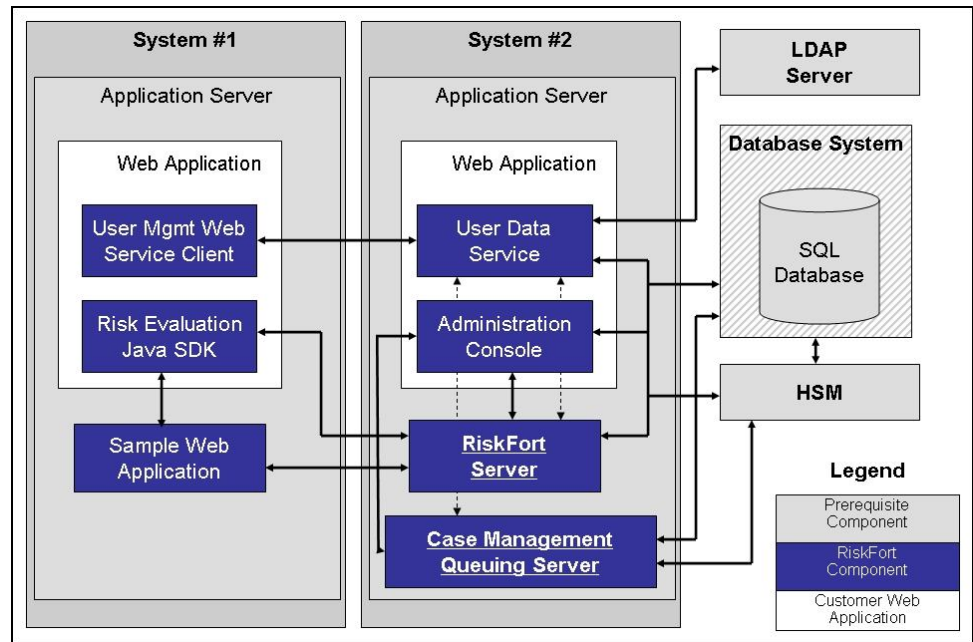 System #1
Application Server
Web Application
User Mgmt Web
Service Client
Risk Evaluation
Java SDK
Sample Web
Application
System #2
Application Server
Web Application
User Data
Service
Administration
Console
RiskFort
Server
Case Management
Queuing Server
LDAP
Server
Database System
SQL
Database
HSM
Legend
Prerequisite
Component
RiskFort
Component
Customer Web
Application